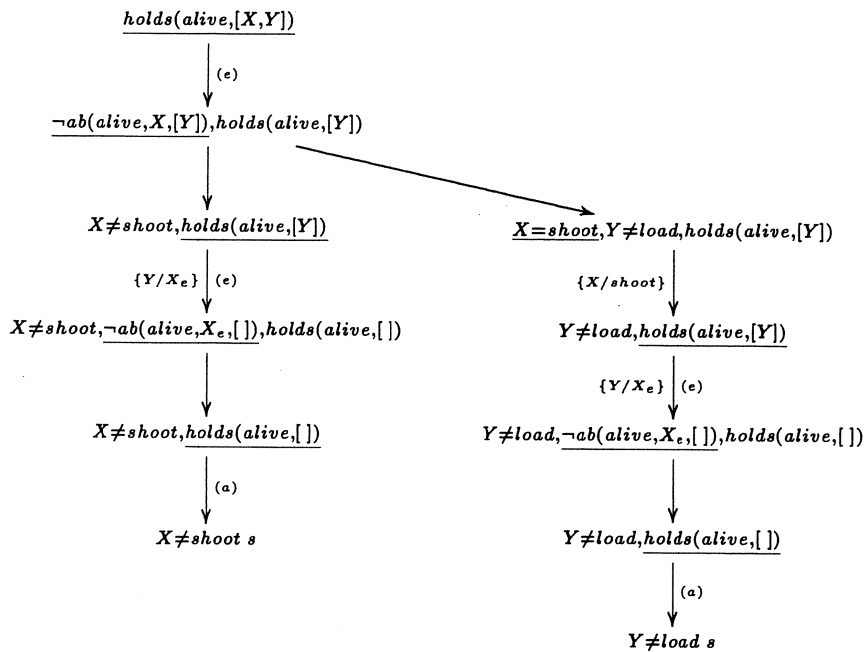 holds(alive,[X,Y])
(e)
¬ab(alive,X,[Y]),holds(alive,[Y])
X≠shoot,holds(alive,[Y])
X=shoot,Y≠load,holds(alive,[Y])
{Y/Xₑ} (e)
{X/shoot}
X≠shoot,¬ab(alive,Xₑ,[ ]),holds(alive,[ ])
Y≠load,holds(alive,[Y])
{Y/Xₑ} (e)
X≠shoot,holds(alive,[ ])
Y≠load,¬ab(alive,Xₑ,[ ]),holds(alive,[ ])
(a)
X≠shoot s
Y≠load,holds(alive,[ ])
(a)
Y≠load s